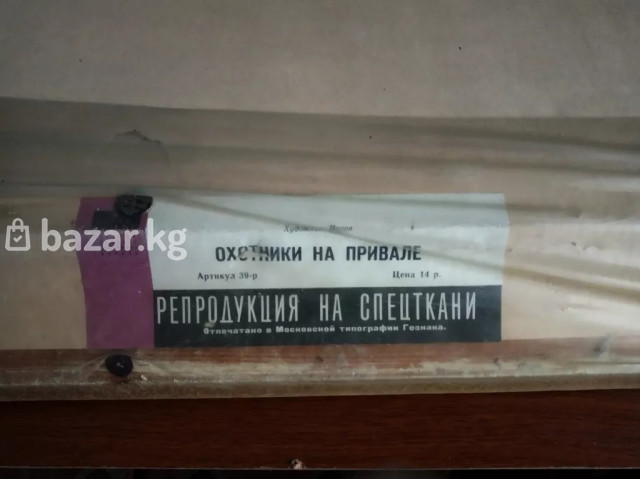 bazar.kg
ОХОТНИКИ НА ПРИВАЛЕ
Артикул 39-р
Цена 14 р.
РЕПРОДУКЦИЯ НА СПЕЦТКАНИ
Отпечатано в Московской типографии Гознака.